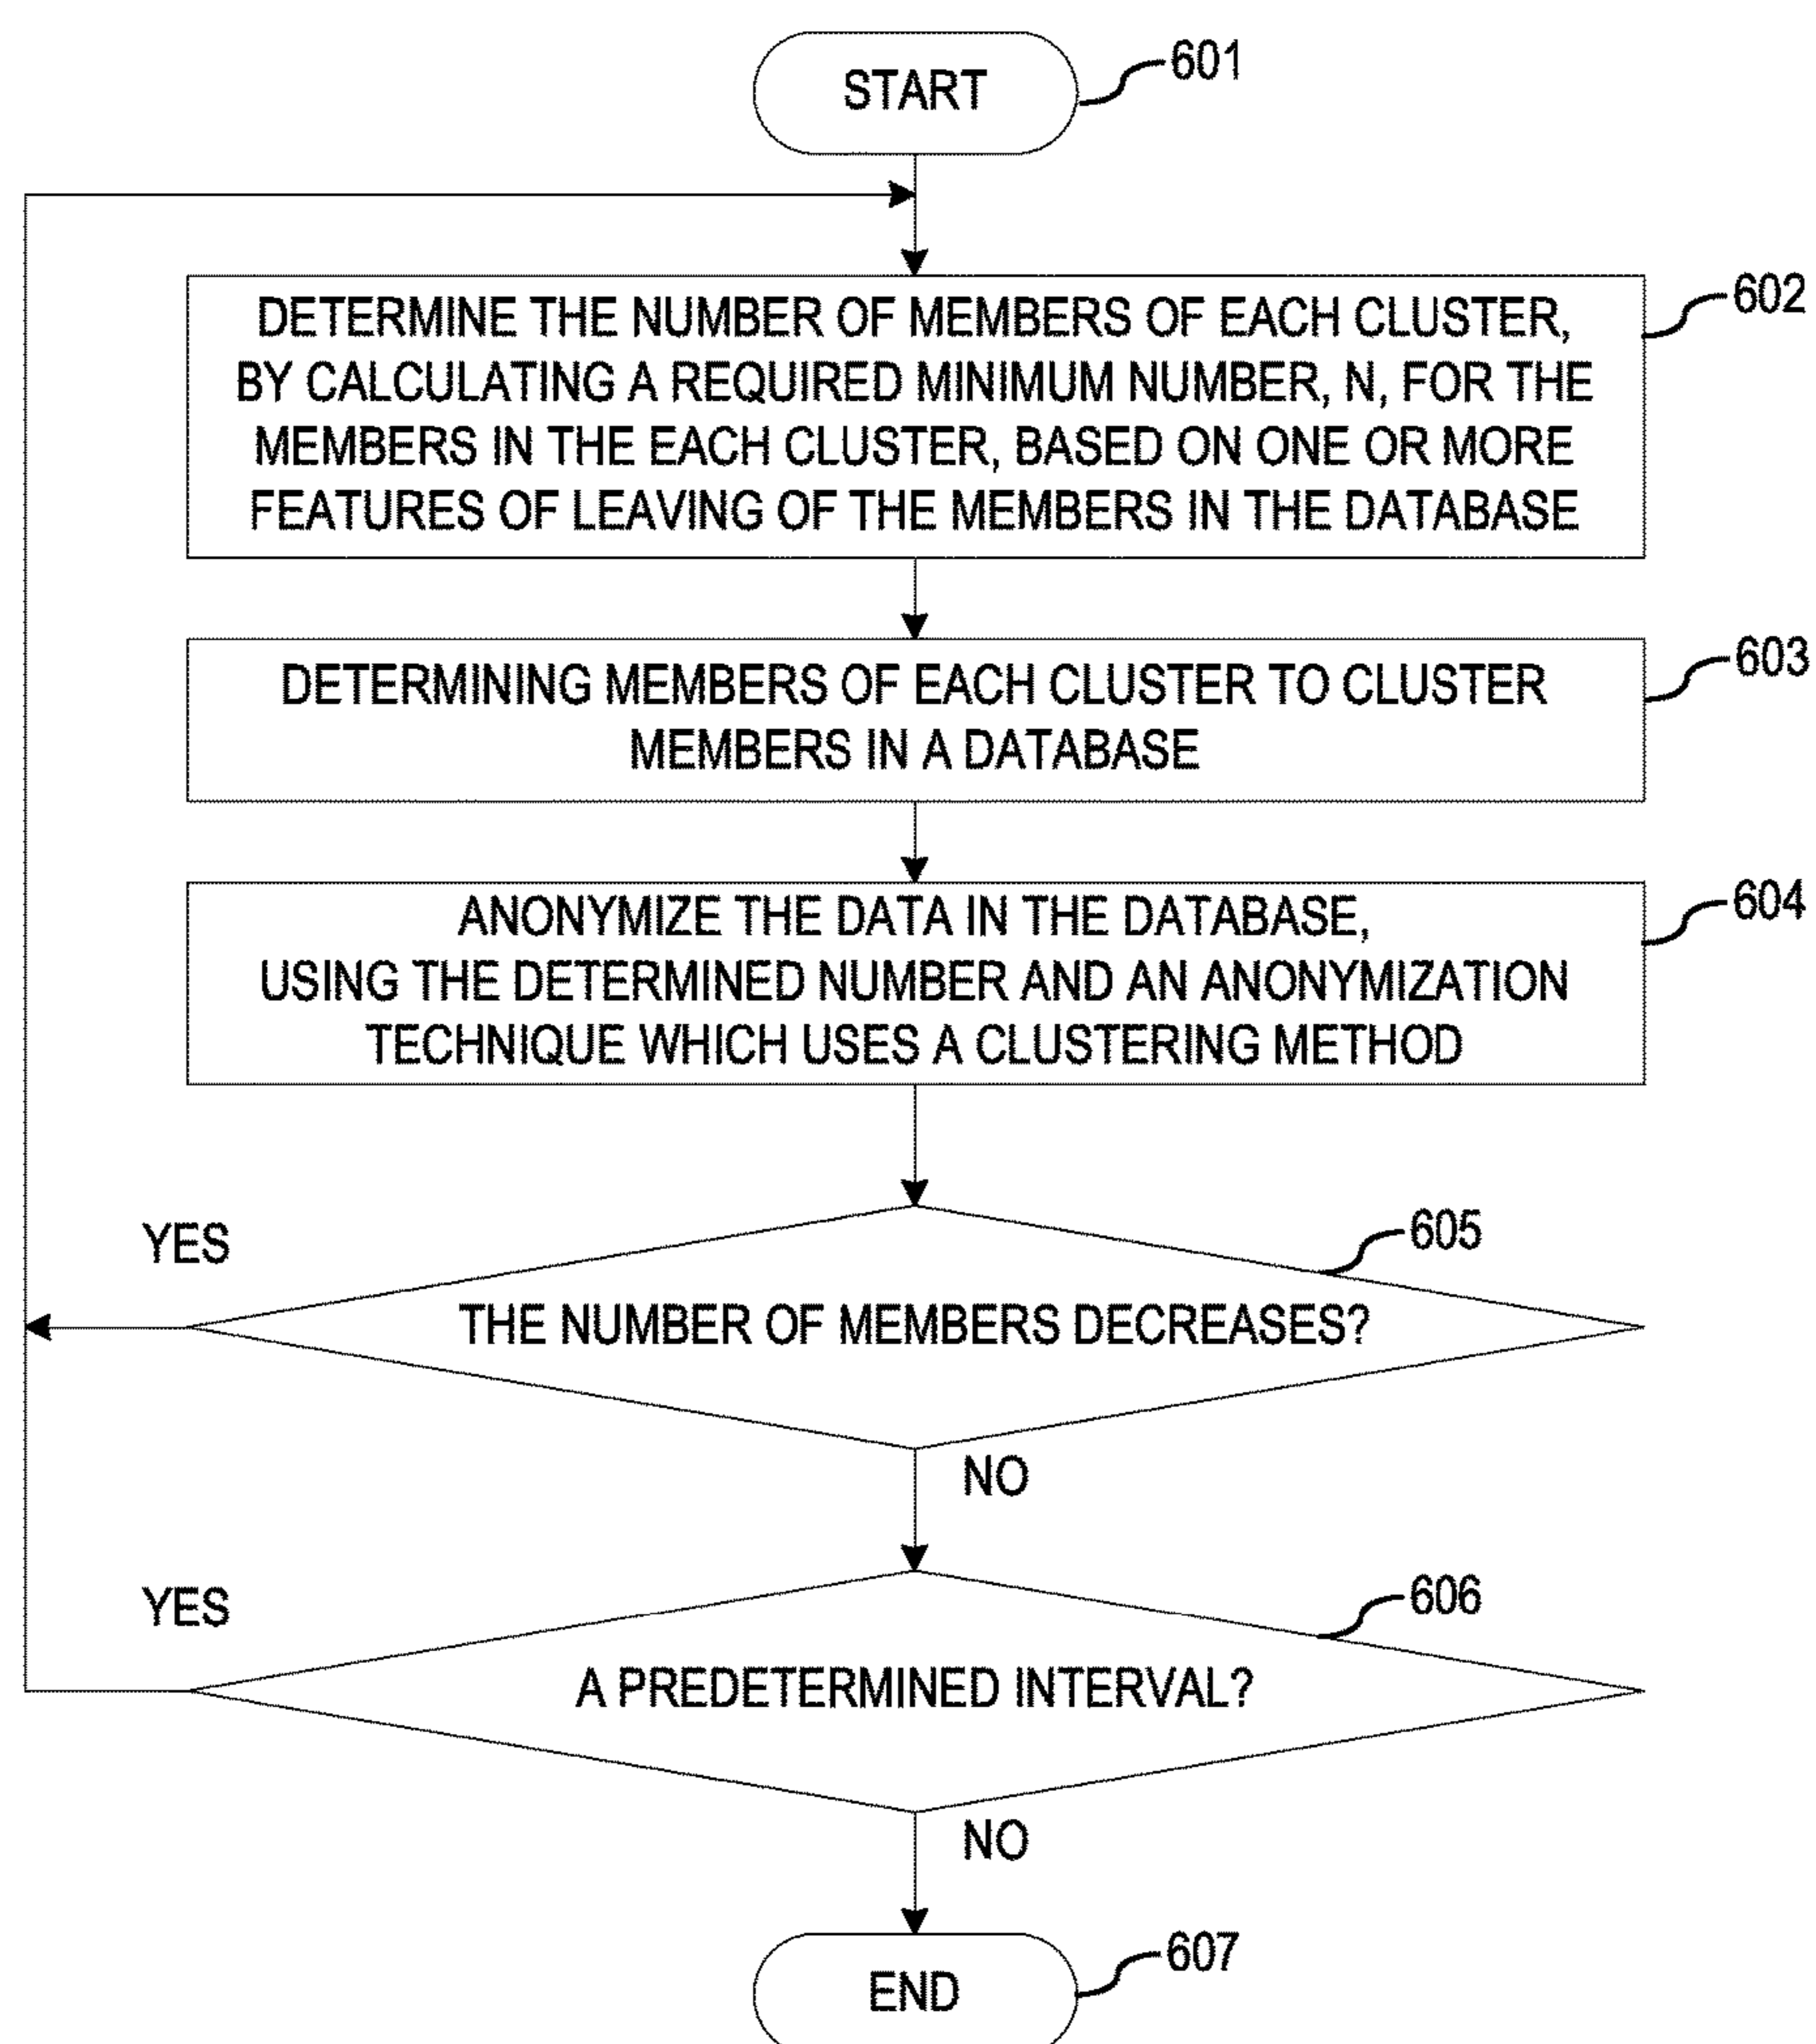 START
601
DETERMINE THE NUMBER OF MEMBERS OF EACH CLUSTER,
BY CALCULATING A REQUIRED MINIMUM NUMBER, N, FOR THE
MEMBERS IN THE EACH CLUSTER, BASED ON ONE OR MORE
FEATURES OF LEAVING OF THE MEMBERS IN THE DATABASE
602
DETERMINING MEMBERS OF EACH CLUSTER TO CLUSTER
MEMBERS IN A DATABASE
603
ANONYMIZE THE DATA IN THE DATABASE,
USING THE DETERMINED NUMBER AND AN ANONYMIZATION
TECHNIQUE WHICH USES A CLUSTERING METHOD
604
YES
605
THE NUMBER OF MEMBERS DECREASES?
NO
YES
606
A PREDETERMINED INTERVAL?
NO
END
607